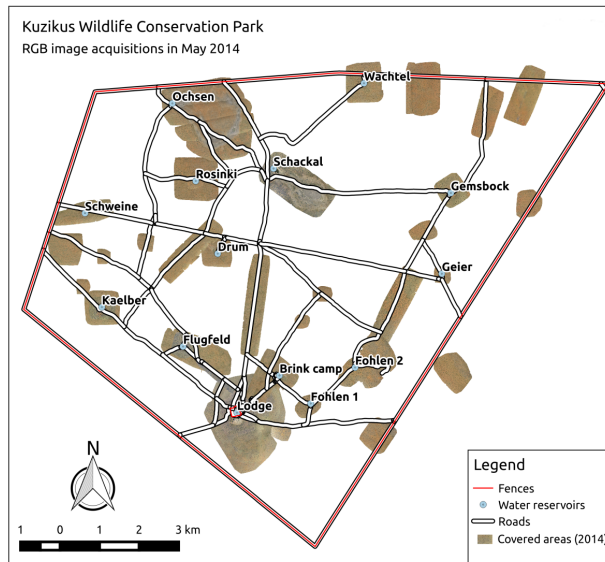 Kuzikus Wildlife Conservation Park
RGB image acquisitions in May 2014
Wachtel
Ochsen
Schackal
Rosinki
Gemsbock
Schweine
Drum
Geier
Kaelber
Flugfeld
Brink camp
Fohlen 2
Fohlen 1
Lodge
N
1 0 1 2 3 km
Legend
Fences
Water reservoirs
Roads
Covered areas (2014)